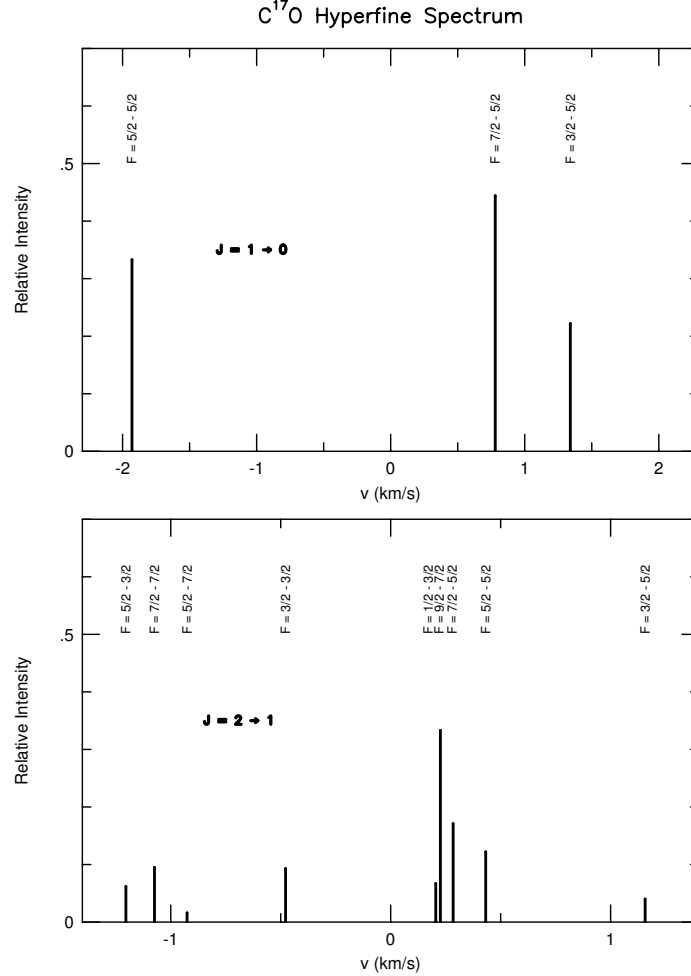 C¹⁷O Hyperfine Spectrum
F = 5/2 - 5/2
F = 7/2 - 5/2
F = 3/2 - 5/2
.5
Relative Intensity
J = 1 → 0
0
-2 -1 0 1 2
v (km/s)
F = 5/2 - 3/2
F = 7/2 - 7/2
F = 5/2 - 7/2
F = 3/2 - 3/2
F = 1/2 - 3/2
F = 9/2 - 7/2
F = 7/2 - 5/2
F = 5/2 - 5/2
F = 3/2 - 5/2
.5
Relative Intensity
J = 2 → 1
0
-1 0 1
v (km/s)